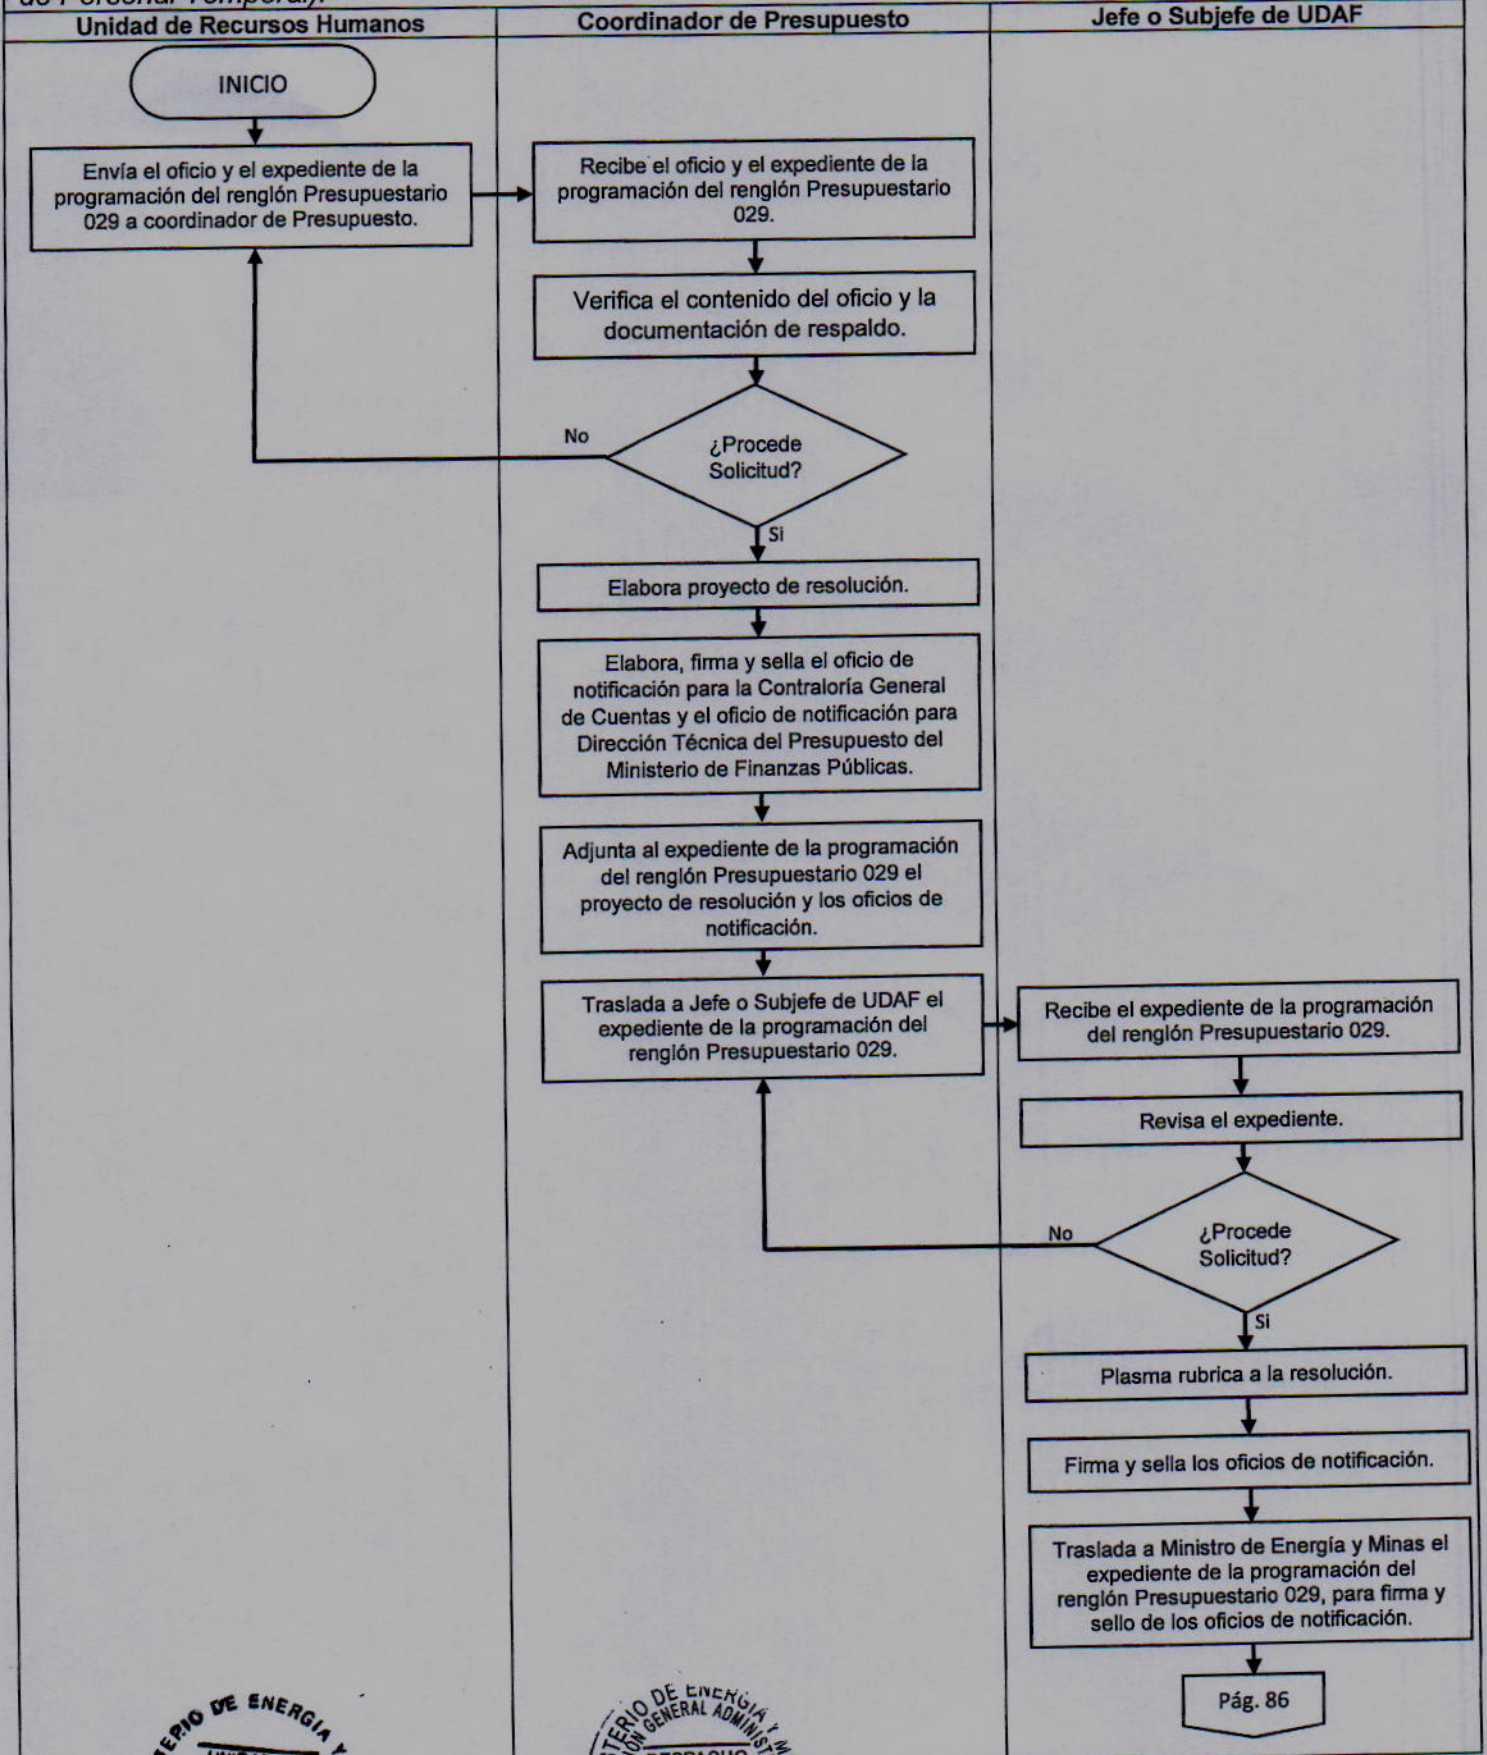 de Personal Temporal).
Unidad de Recursos Humanos
Coordinador de Presupuesto
Jefe o Subjefe de UDAF
INICIO
Envía el oficio y el expediente de la
programación del renglón Presupuestario
029 a coordinador de Presupuesto.
Recibe el oficio y el expediente de la
programación del renglón Presupuestario
029.
Verifica el contenido del oficio y la
documentación de respaldo.
¿Procede
Solicitud?
No
Si
Elabora proyecto de resolución.
Elabora, firma y sella el oficio de
notificación para la Contraloría General
de Cuentas y el oficio de notificación para
Dirección Técnica del Presupuesto del
Ministerio de Finanzas Públicas.
Adjunta al expediente de la programación
del renglón Presupuestario 029 el
proyecto de resolución y los oficios de
notificación.
Traslada a Jefe o Subjefe de UDAF el
expediente de la programación del
renglón Presupuestario 029.
Recibe el expediente de la programación
del renglón Presupuestario 029.
Revisa el expediente.
¿Procede
Solicitud?
No
Si
Plasma rubrica a la resolución.
Firma y sella los oficios de notificación.
Traslada a Ministro de Energía y Minas el
expediente de la programación del
renglón Presupuestario 029, para firma y
sello de los oficios de notificación.
Pág. 86
DE ENERGIA Y
DE ENERGIA Y
GENERAL